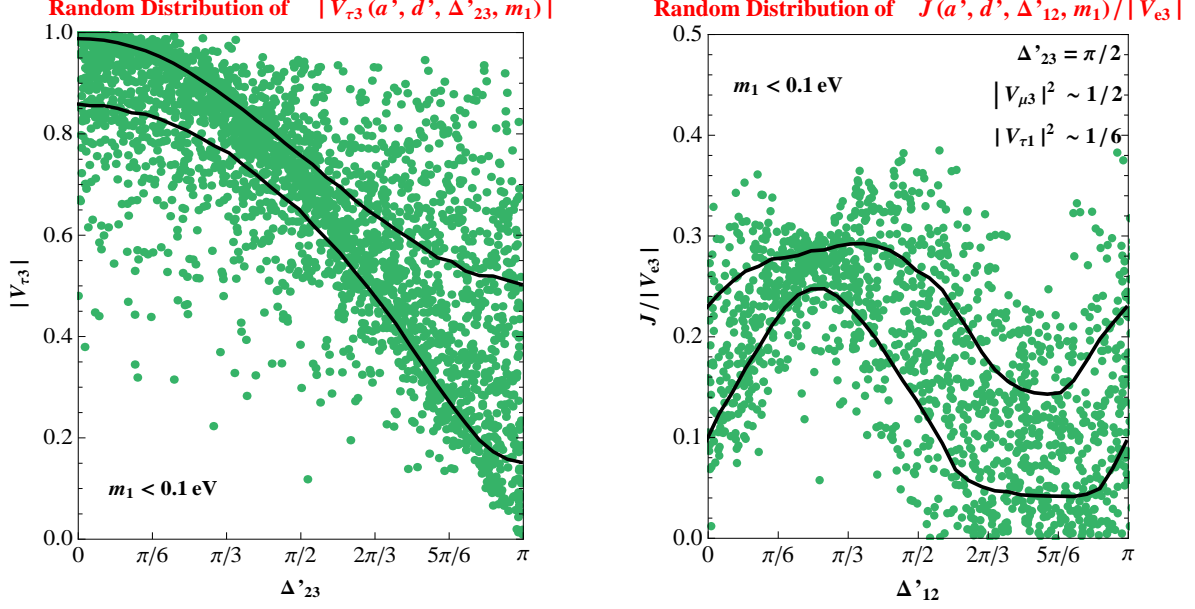 Random Distribution of |Vτ3 (a’, d’, Δ’23, m1) |
1.0
0.8
0.6
0.4
0.2
0.0
|Vτ3|
m1 < 0.1 eV
0 π/6 π/3 π/2 2π/3 5π/6 π
Δ’23
Random Distribution of J (a’, d’, Δ’12, m1) / | Ve3 |
0.5
0.4
0.3
0.2
0.1
0.0
J / | Ve3 |
m1 < 0.1 eV
Δ’23 = π/2
| Vμ3 |² ~ 1/2
| Vτ1 |² ~ 1/6
0 π/6 π/3 π/2 2π/3 5π/6 π
Δ’12